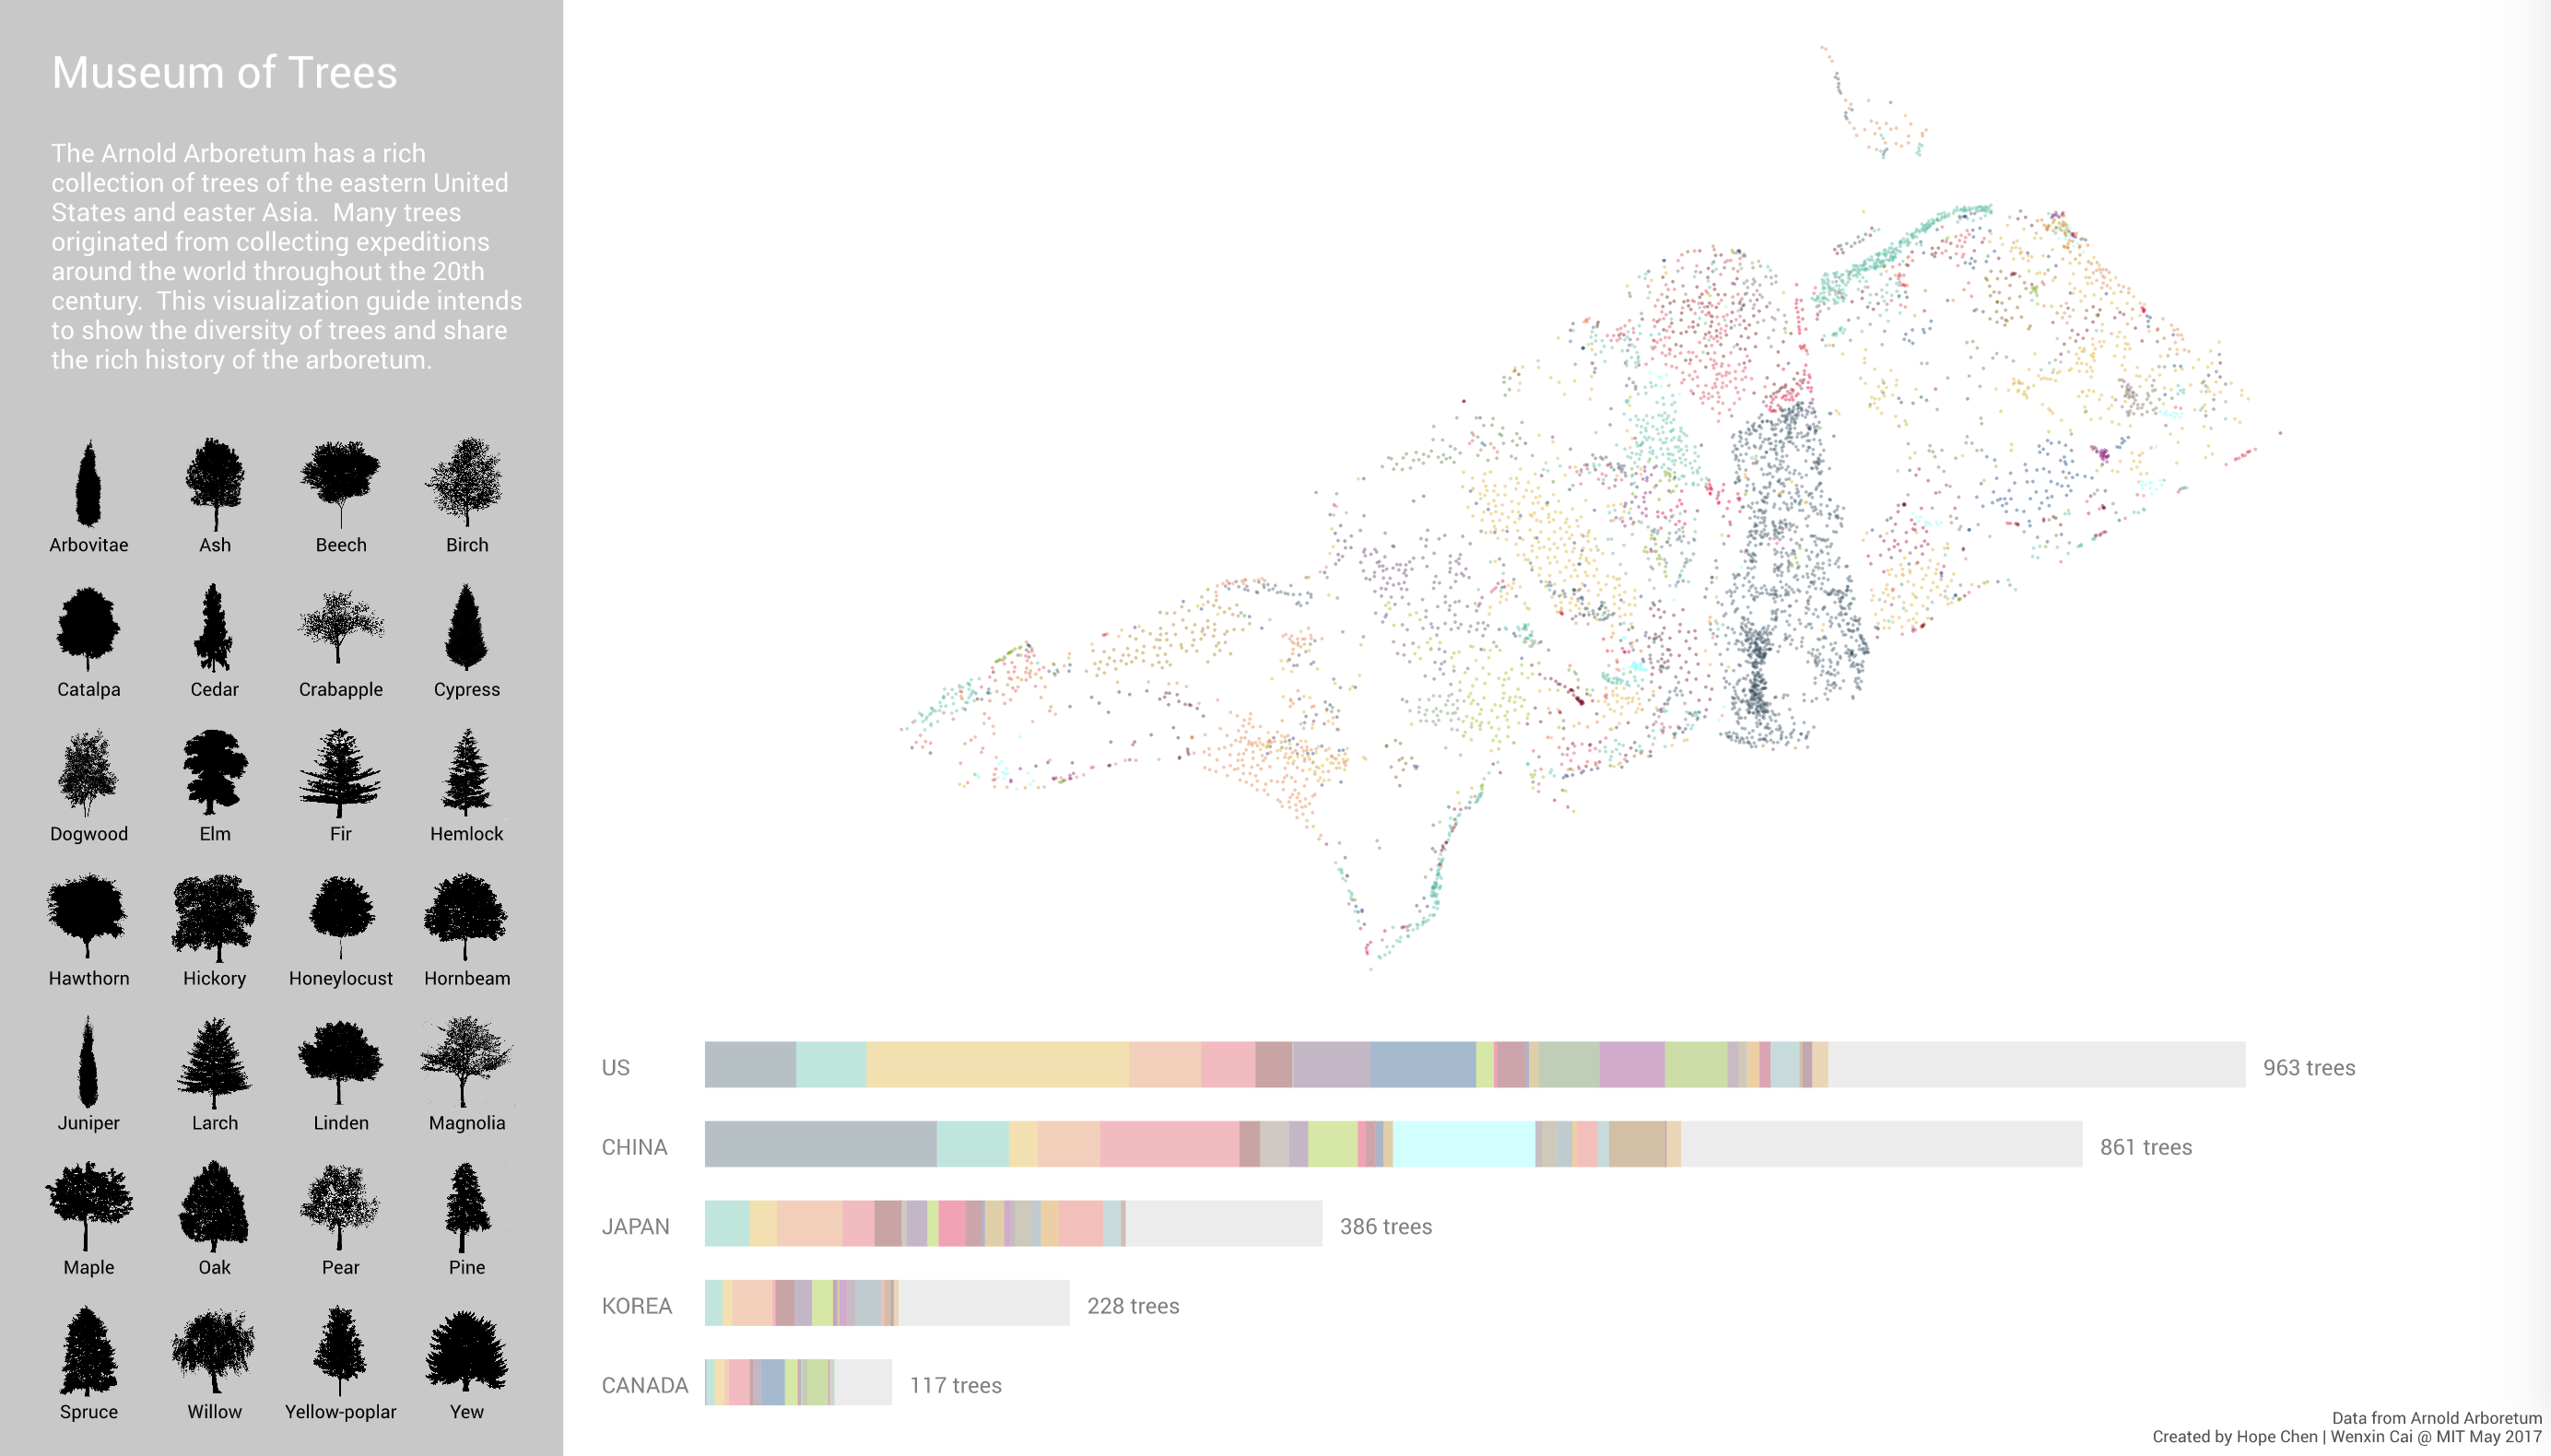 Museum of Trees
The Arnold Arboretum has a rich
collection of trees of the eastern United
States and easter Asia.  Many trees
originated from collecting expeditions
around the world throughout the 20th
century.  This visualization guide intends
to show the diversity of trees and share
the rich history of the arboretum.
Arbovitae Ash Beech Birch
Catalpa Cedar Crabapple Cypress
Dogwood Elm Fir Hemlock
Hawthorn Hickory Honeylocust Hornbeam
Juniper Larch Linden Magnolia
Maple Oak Pear Pine
Spruce Willow Yellow-poplar Yew
US 963 trees
CHINA 861 trees
JAPAN 386 trees
KOREA 228 trees
CANADA 117 trees
Data from Arnold Arboretum
Created by Hope Chen | Wenxin Cai @ MIT May 2017